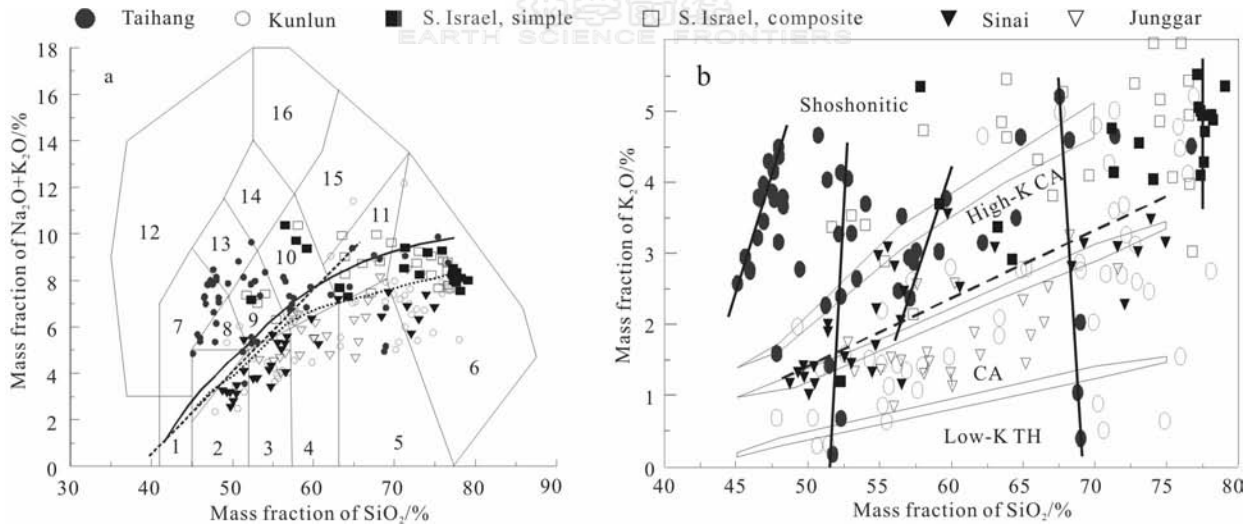 Taihang Kunlun S. Israel, simple S. Israel, composite Sinai Junggar
EARTH SCIENCE FRONTIERS
a
18
16
14
12
10
8
6
4
2
0
Mass fraction of Na₂O+K₂O/%
16
15
14
12
13
11
10
7
8
9
6
1
2
3
4
5
30 40 50 60 70 80 90
Mass fraction of SiO₂/%
b
5
4
3
2
1
0
Mass fraction of K₂O/%
Shoshonitic
High-K CA
CA
Low-K TH
40 45 50 55 60 65 70 75 80
Mass fraction of SiO₂/%